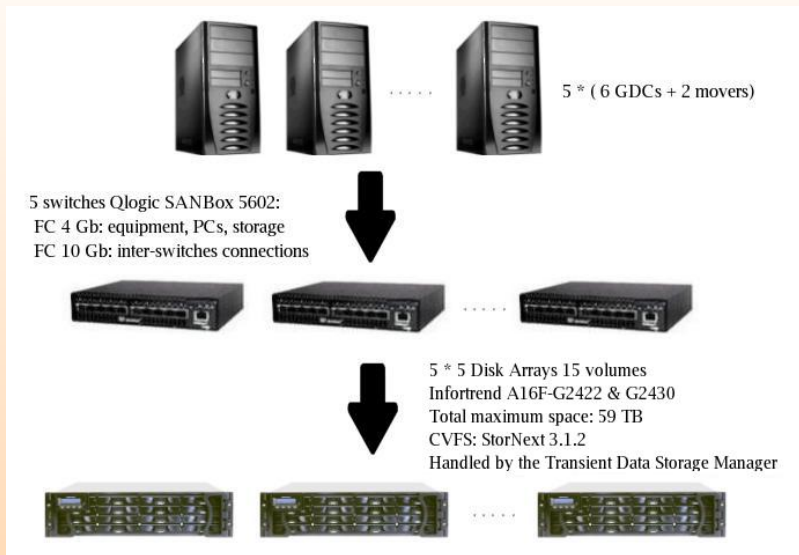 5 * ( 6 GDCs + 2 movers)
5 switches Qlogic SANBox 5602:
FC 4 Gb: equipment, PCs, storage
FC 10 Gb: inter-switches connections
5 * 5 Disk Arrays 15 volumes
Infortrend A16F-G2422 & G2430
Total maximum space: 59 TB
CVFS: StorNext 3.1.2
Handled by the Transient Data Storage Manager